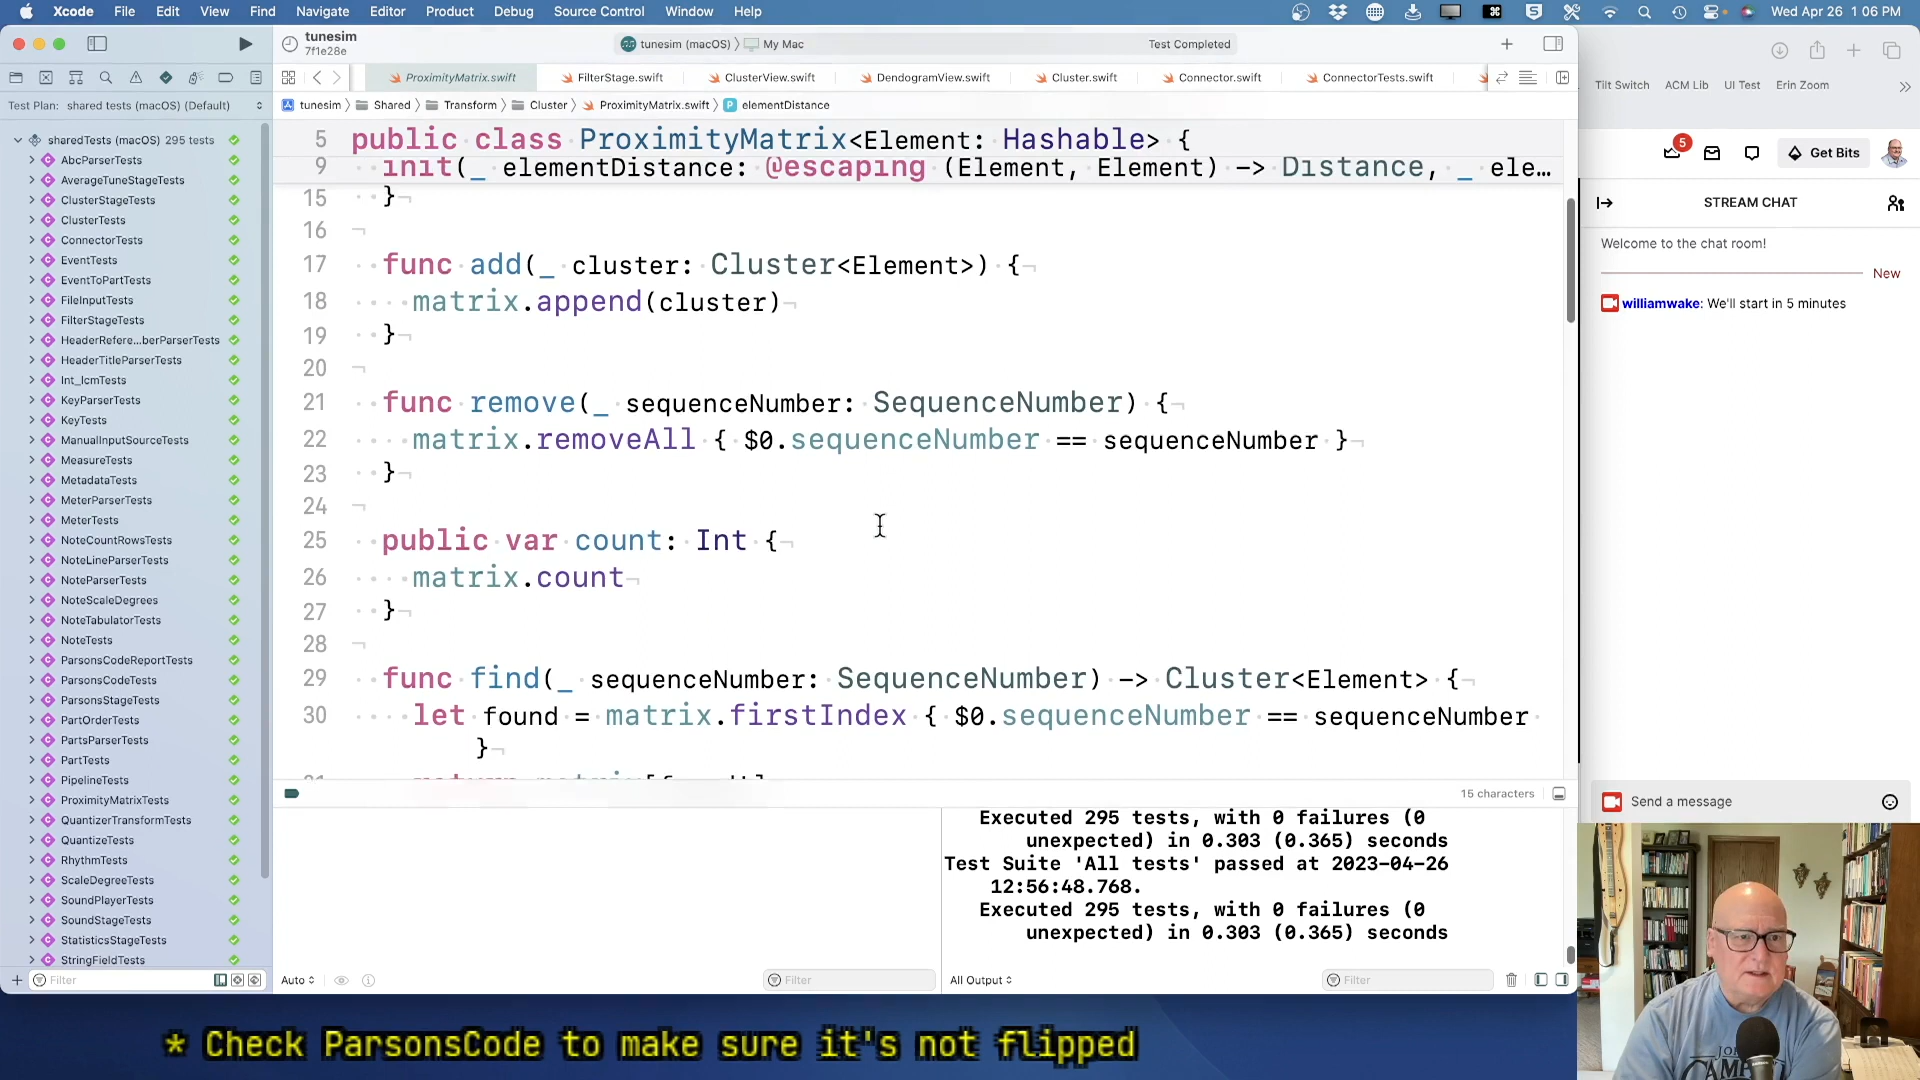 Xcode File Edit View Find Navigate Editor Product Debug Source Control Window Help
Wed Apr 26 1:06 PM
tunesim
7f1e28e
tunesim (macOS) 〉 My Mac
Test Completed
ProximityMatrix.swift FilterStage.swift ClusterView.swift DendogramView.swift Cluster.swift Connector.swift ConnectorTests.swift
Tilt Switch ACM Lib UI Test Erin Zoom
Test Plan: shared tests (macOS) (Default)
tunesim 〉 Shared 〉 Transform 〉 Cluster 〉 ProximityMatrix.swift 〉 P elementDistance
sharedTests (macOS) 295 tests
AbcParserTests
AverageTuneStageTests
ClusterStageTests
ClusterTests
ConnectorTests
EventTests
EventToPartTests
FileInputTests
FilterStageTests
HeaderRefere...berParserTests
HeaderTitleParserTests
Int_lcmTests
KeyParserTests
KeyTests
ManualInputSourceTests
MeasureTests
MetadataTests
MeterParserTests
MeterTests
NoteCountRowsTests
NoteLineParserTests
NoteParserTests
NoteScaleDegrees
NoteTabulatorTests
NoteTests
ParsonsCodeReportTests
ParsonsCodeTests
ParsonsStageTests
PartOrderTests
PartsParserTests
PartTests
PipelineTests
ProximityMatrixTests
QuantizerTransformTests
QuantizeTests
RhythmTests
ScaleDegreeTests
SoundPlayerTests
SoundStageTests
StatisticsStageTests
StringFieldTests
Filter
5 public class ProximityMatrix<Element: Hashable> {
9 init(_ elementDistance: @escaping (Element, Element) -> Distance, _ ele…
15 }
16
17 func add(_ cluster: Cluster<Element>) {
18 matrix.append(cluster)
19 }
20
21 func remove(_ sequenceNumber: SequenceNumber) {
22 matrix.removeAll { $0.sequenceNumber == sequenceNumber }
23 }
24
25 public var count: Int {
26 matrix.count
27 }
28
29 func find(_ sequenceNumber: SequenceNumber) -> Cluster<Element> {
30 let found = matrix.firstIndex { $0.sequenceNumber == sequenceNumber
}
15 characters
Executed 295 tests, with 0 failures (0
unexpected) in 0.303 (0.365) seconds
Test Suite 'All tests' passed at 2023-04-26
12:56:48.768.
Executed 295 tests, with 0 failures (0
unexpected) in 0.303 (0.365) seconds
Auto
Filter
All Output
Filter
5
Get Bits
STREAM CHAT
Welcome to the chat room!
New
williamwake: We'll start in 5 minutes
Send a message
* Check ParsonsCode to make sure it's not flipped